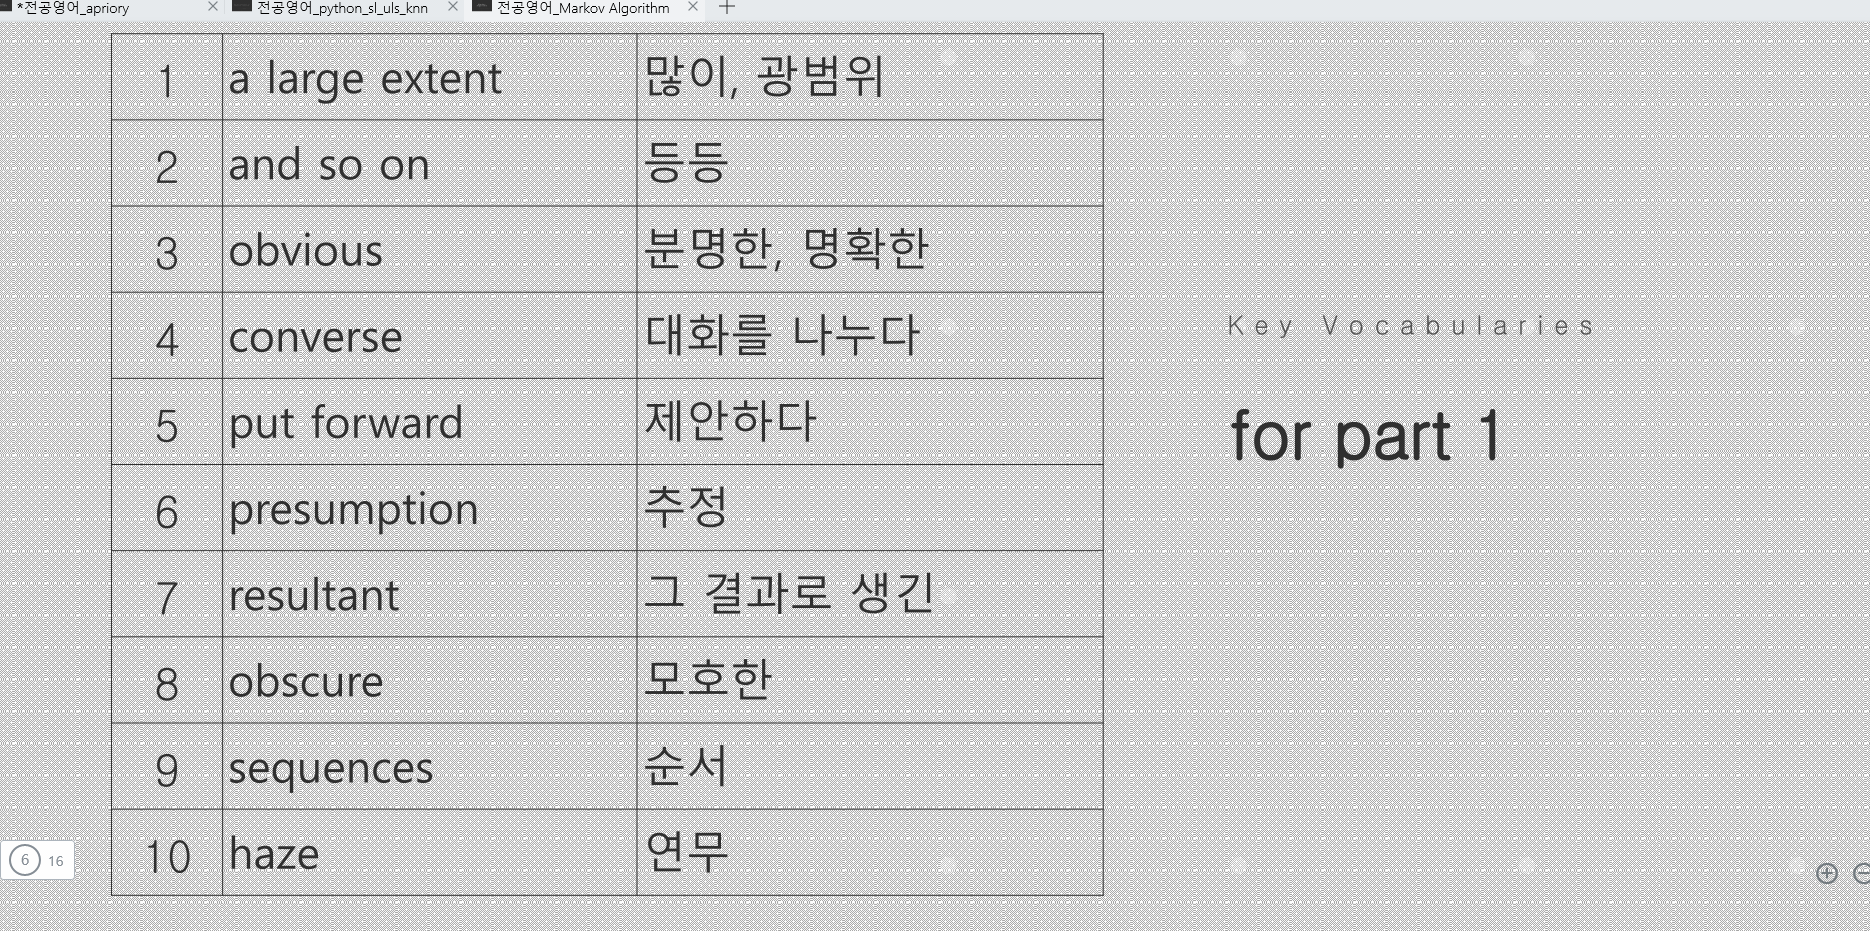 *전공영어_apriory
전공영어_python_sl_uls_knn
전공영어_Markov Algorithm
1 a large extent 많이, 광범위
2 and so on 등등
3 obvious 분명한, 명확한
4 converse 대화를 나누다
5 put forward 제안하다
6 presumption 추정
7 resultant 그 결과로 생긴
8 obscure 모호한
9 sequences 순서
10 haze 연무
Key Vocabularies
for part 1
6 16